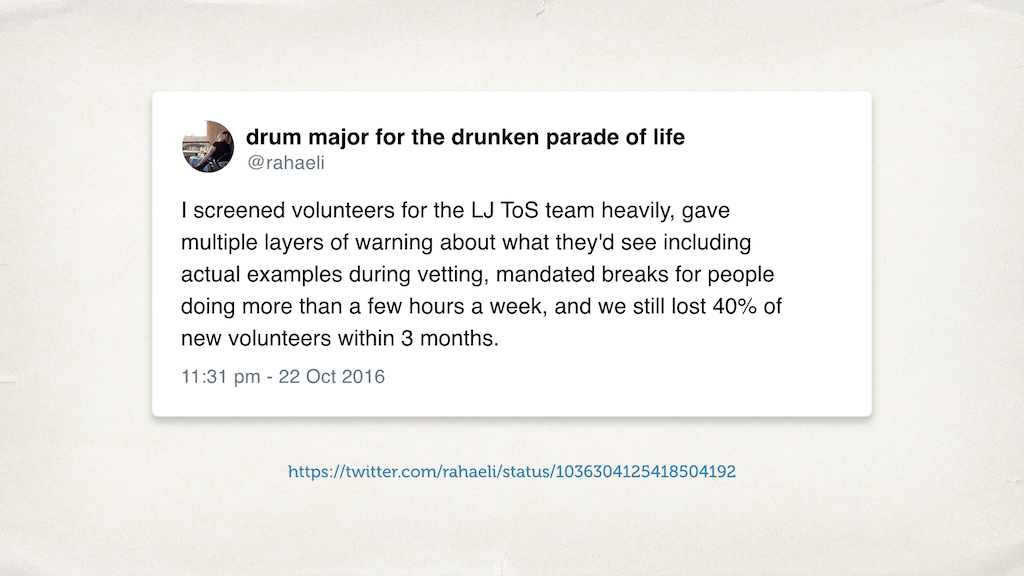 drum major for the drunken parade of life
@rahaeli
I screened volunteers for the LJ ToS team heavily, gave
multiple layers of warning about what they'd see including
actual examples during vetting, mandated breaks for people
doing more than a few hours a week, and we still lost 40% of
new volunteers within 3 months.
11:31 pm - 22 Oct 2016
https://twitter.com/rahaeli/status/1036304125418504192